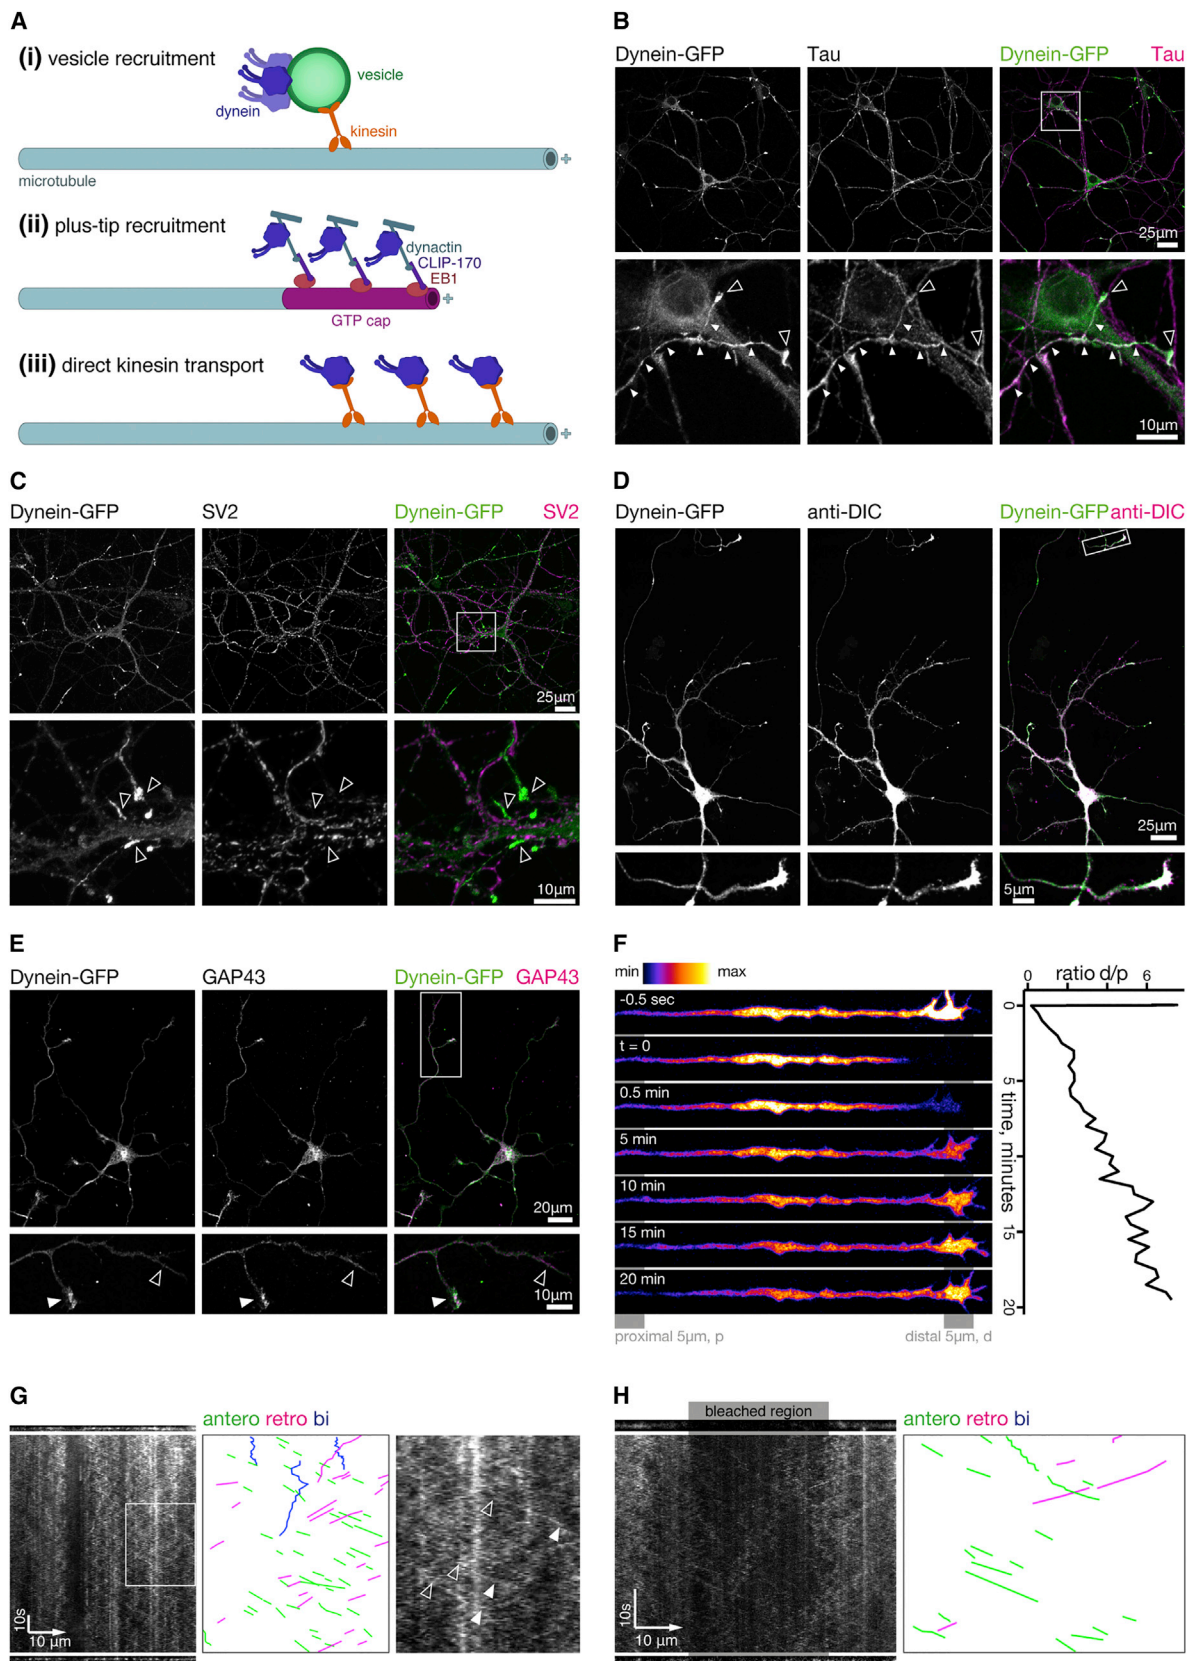 A
(i) vesicle recruitment
vesicle
dynein
kinesin
+
microtubule
(ii) plus-tip recruitment
dynactin
CLIP-170
EB1
+
GTP cap
(iii) direct kinesin transport
+
B
Dynein-GFP Tau Dynein-GFP Tau
25µm
10µm
C
Dynein-GFP SV2 Dynein-GFP SV2
25µm
10µm
D
Dynein-GFP anti-DIC Dynein-GFP anti-DIC
25µm
5µm
E
Dynein-GFP GAP43 Dynein-GFP GAP43
20µm
10µm
F
min max
0 ratio d/p 6
-0.5 sec
t = 0
0.5 min
5 min
10 min
15 min
20 min
proximal 5µm, p distal 5µm, d
0 5 time, minutes 15 20
G
antero retro bi
10s
10 µm
H
bleached region
antero retro bi
10s
10 µm